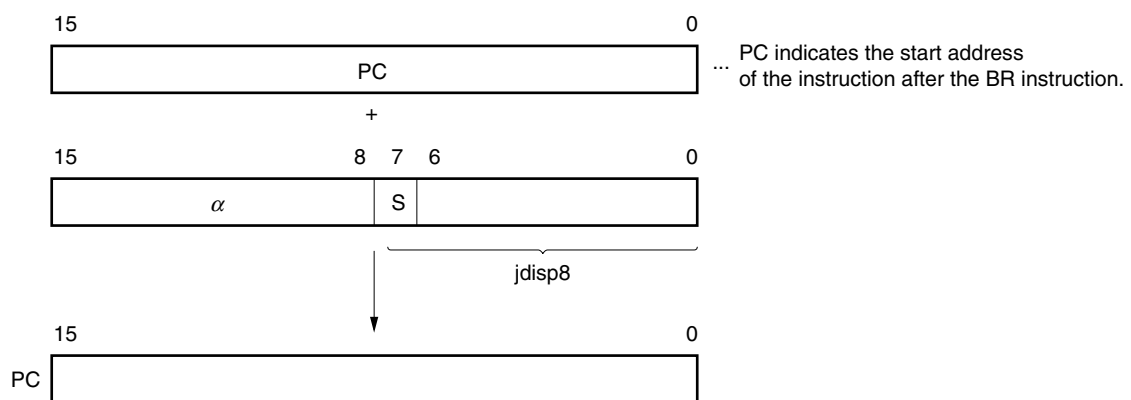 15 0
PC
... PC indicates the start address
of the instruction after the BR instruction.
+
15 8 7 6 0
α S
jdisp8
15 0
PC